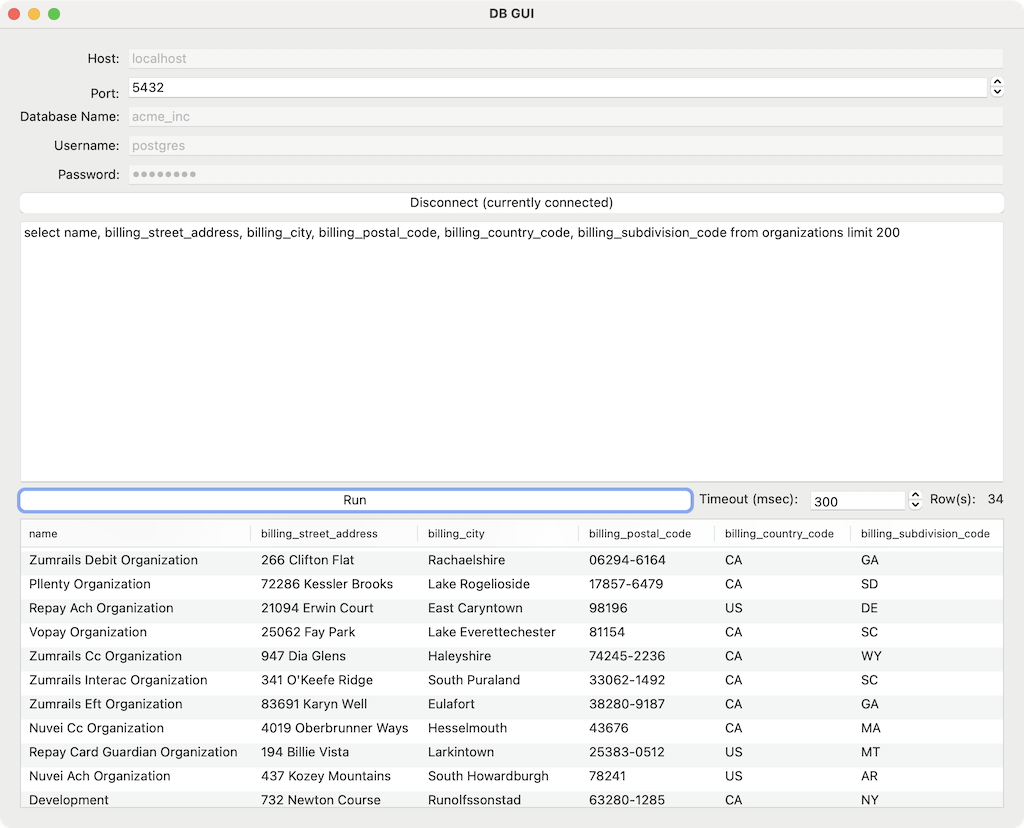 DB GUI
Host: localhost
Port: 5432
Database Name: acme_inc
Username: postgres
Password: ••••••••
Disconnect (currently connected)
select name, billing_street_address, billing_city, billing_postal_code, billing_country_code, billing_subdivision_code from organizations limit 200
Run Timeout (msec): 300 Row(s): 34
name billing_street_address billing_city billing_postal_code billing_country_code billing_subdivision_code
Zumrails Debit Organization 266 Clifton Flat Rachaelshire 06294-6164 CA GA
Pllenty Organization 72286 Kessler Brooks Lake Rogelioside 17857-6479 CA SD
Repay Ach Organization 21094 Erwin Court East Caryntown 98196 US DE
Vopay Organization 25062 Fay Park Lake Everettechester 81154 CA SC
Zumrails Cc Organization 947 Dia Glens Haleyshire 74245-2236 CA WY
Zumrails Interac Organization 341 O'Keefe Ridge South Puraland 33062-1492 CA SC
Zumrails Eft Organization 83691 Karyn Well Eulafort 38280-9187 CA GA
Nuvei Cc Organization 4019 Oberbrunner Ways Hesselmouth 43676 CA MA
Repay Card Guardian Organization 194 Billie Vista Larkintown 25383-0512 US MT
Nuvei Ach Organization 437 Kozey Mountains South Howardburgh 78241 US AR
Development 732 Newton Course Runolfssonstad 63280-1285 CA NY